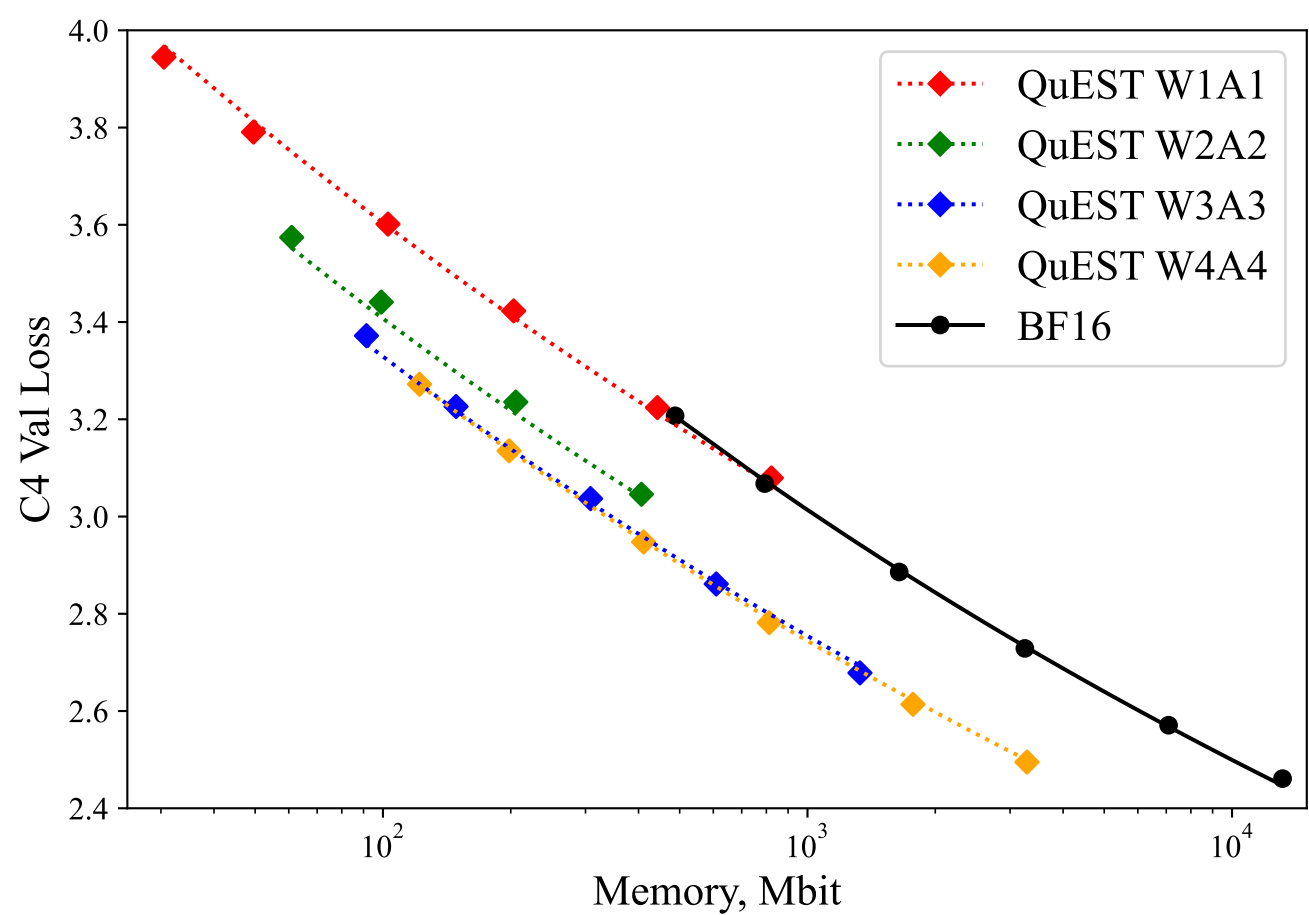 4.0
3.8
3.6
3.4
3.2
3.0
2.8
2.6
2.4
C4 Val Loss
QuEST W1A1
QuEST W2A2
QuEST W3A3
QuEST W4A4
BF16
10²
10³
10⁴
Memory, Mbit